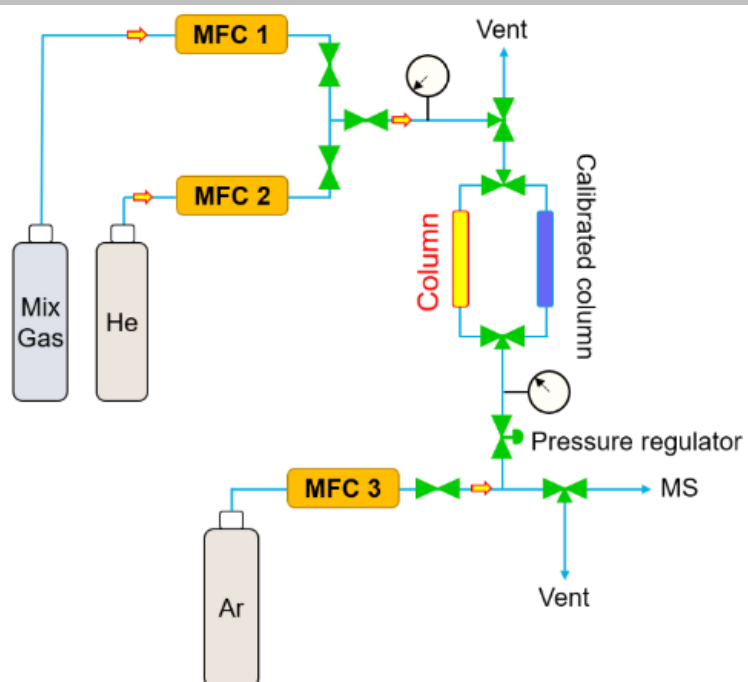 Vent
MFC 1
MFC 2
Mix
Gas
He
Column
Calibrated column
Pressure regulator
MFC 3
MS
Ar
Vent